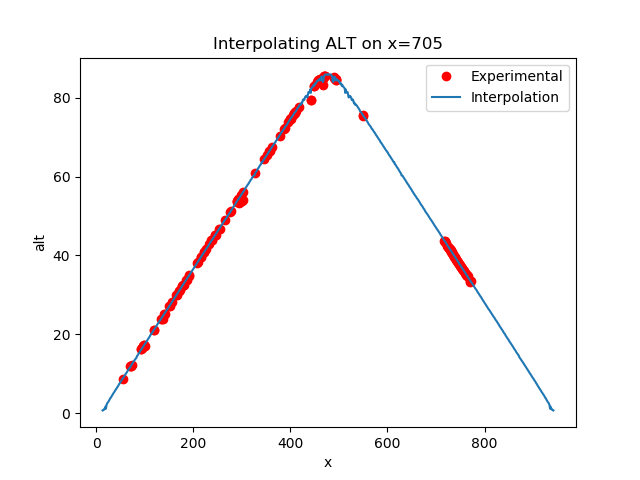 Interpolating ALT on x=705
Experimental
Interpolation
80
60
40
20
0
alt
0 200 400 600 800
x